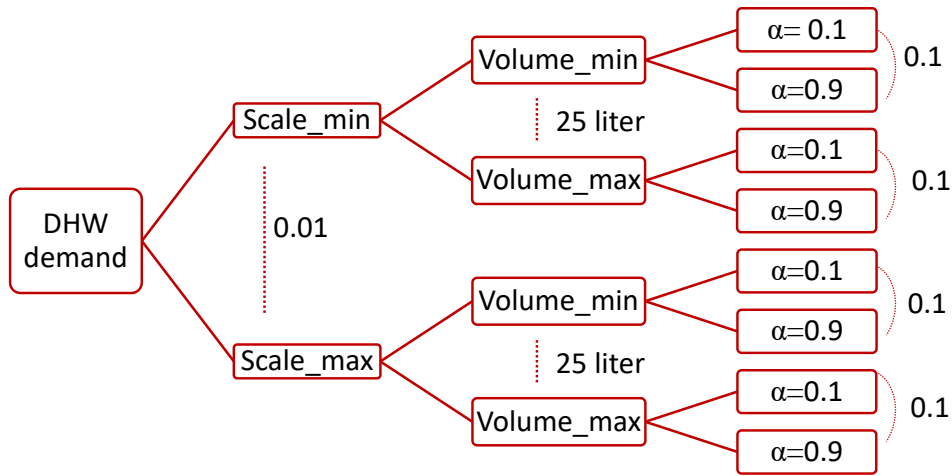 DHW
demand
Scale_min
0.01
Scale_max
Volume_min
25 liter
Volume_max
Volume_min
25 liter
Volume_max
α= 0.1
α=0.9
0.1
α=0.1
α=0.9
0.1
α=0.1
α=0.9
0.1
α=0.1
α=0.9
0.1